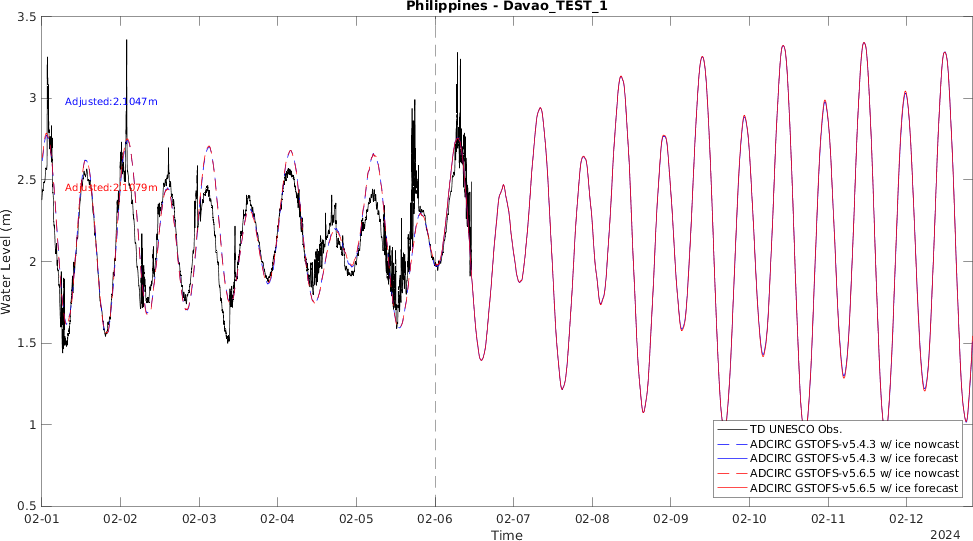 Philippines - Davao_TEST_1
3.5
3
2.5
2
1.5
1
0.5
Water Level (m)
Adjusted:2.1047m
Adjusted:2.1079m
TD UNESCO Obs.
ADCIRC GSTOFS-v5.4.3 w/ ice nowcast
ADCIRC GSTOFS-v5.4.3 w/ ice forecast
ADCIRC GSTOFS-v5.6.5 w/ ice nowcast
ADCIRC GSTOFS-v5.6.5 w/ ice forecast
02-01 02-02 02-03 02-04 02-05 02-06 02-07 02-08 02-09 02-10 02-11 02-12
Time
2024